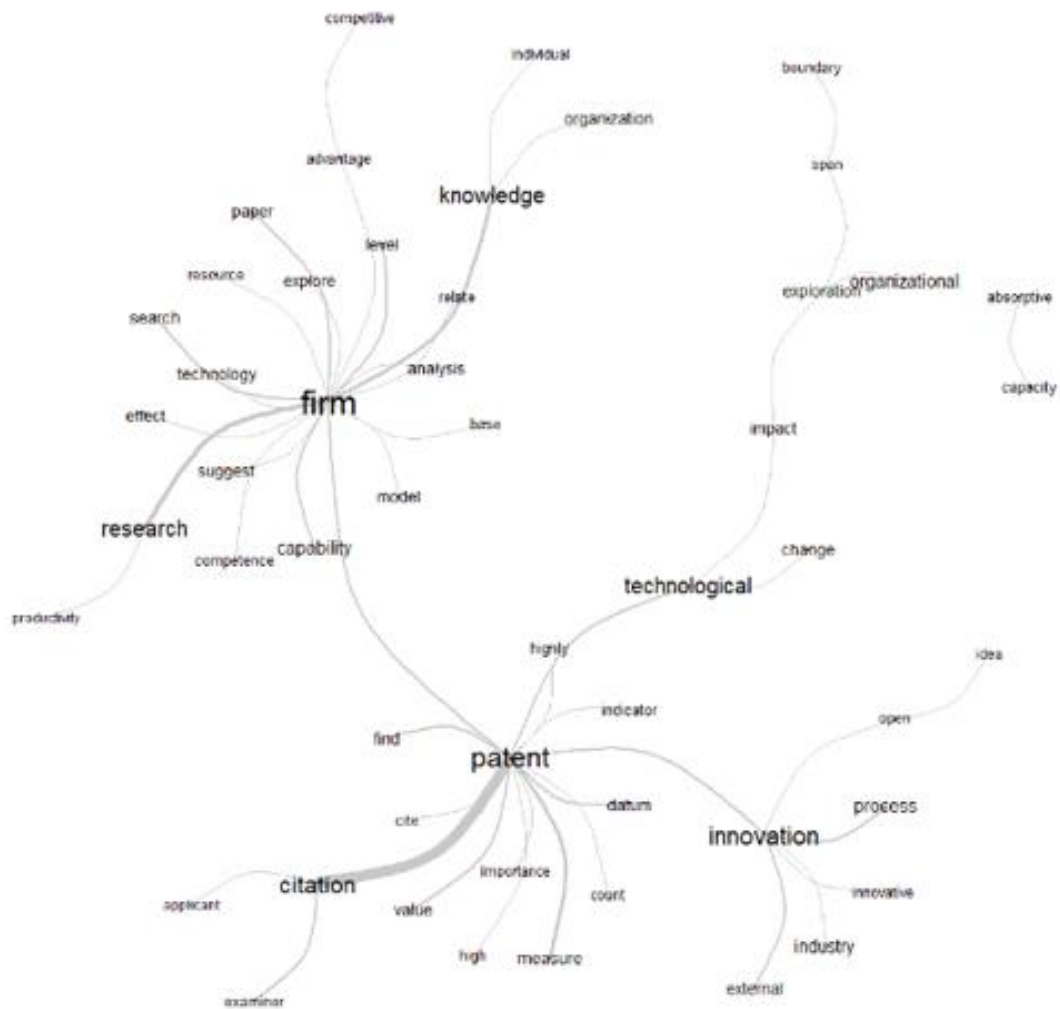 competitive
individual
boundary
organization
advantage
open
knowledge
paper
level
resource
explore
exploration
organizational
relate
absorptive
search
technology
analysis
capacity
firm
effect
base
impact
suggest
model
research
capability
change
competence
technological
productivity
highly
idea
indicator
open
find
patent
datum
process
cite
innovation
importance
citation
count
innovative
applicant
value
industry
high
measure
external
examiner